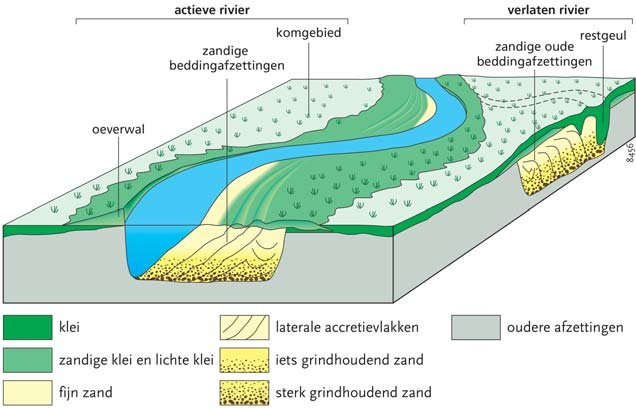 actieve rivier
verlaten rivier
komgebied
restgeul
zandige
beddingafzettingen
zandige oude
beddingafzettingen
oeverwal
8456
klei
laterale accretievlakken
oudere afzettingen
zandige klei en lichte klei
iets grindhoudend zand
fijn zand
sterk grindhoudend zand